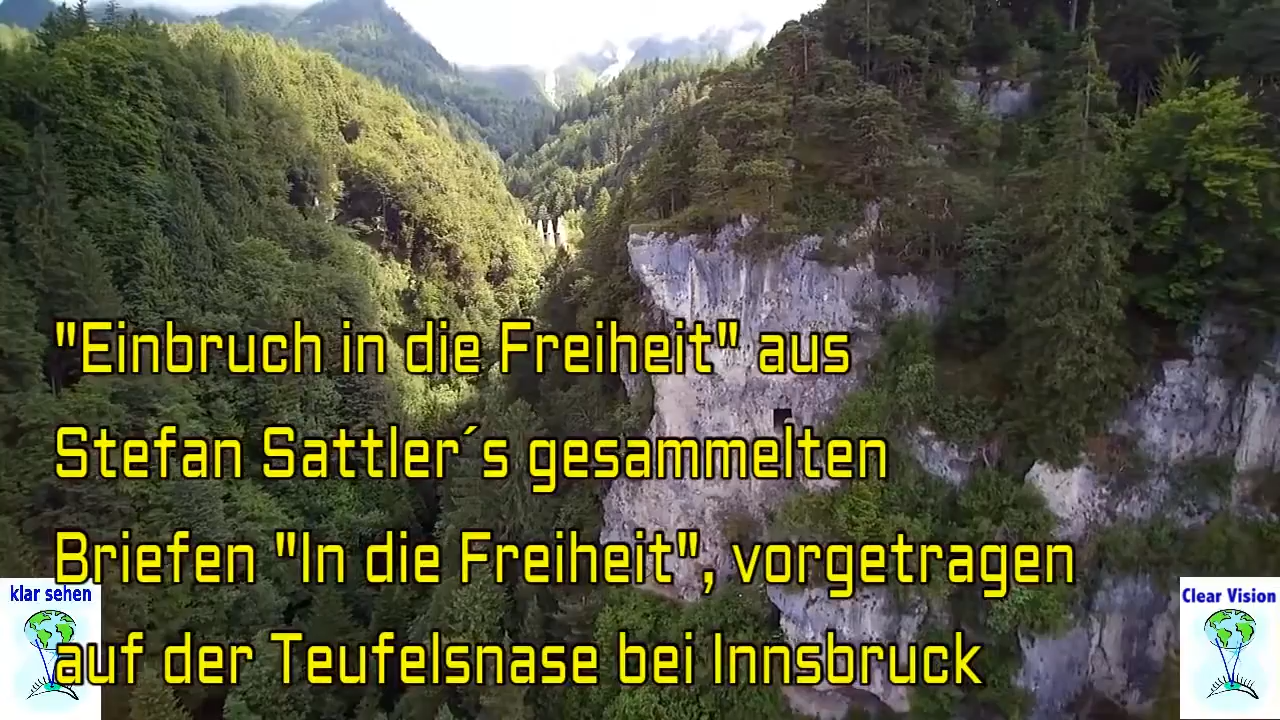 "Einbruch in die Freiheit" aus
Stefan Sattler´s gesammelten
Briefen "In die Freiheit", vorgetragen
auf der Teufelsnase bei Innsbruck
klar sehen
Clear Vision